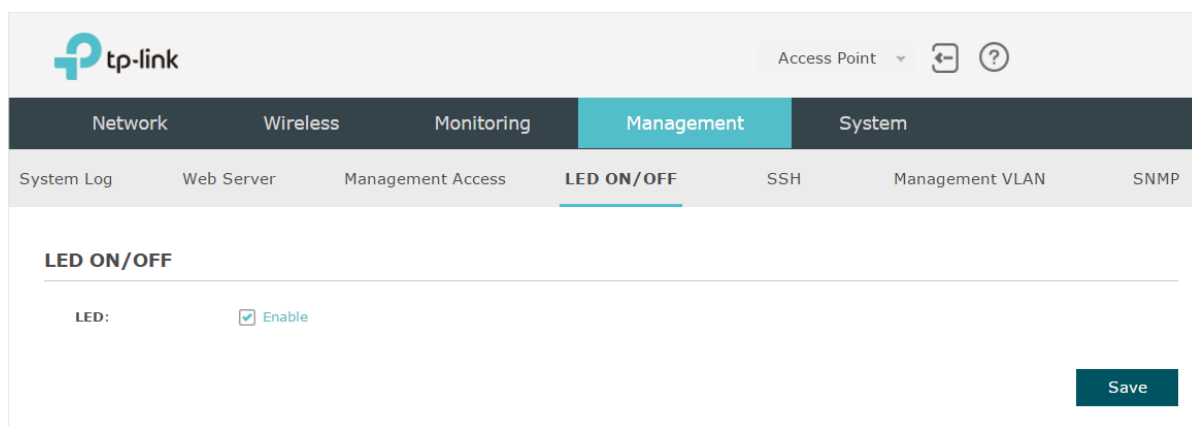 tp-link
Access Point
Network Wireless Monitoring Management System
System Log Web Server Management Access LED ON/OFF SSH Management VLAN SNMP
LED ON/OFF
LED: Enable
Save